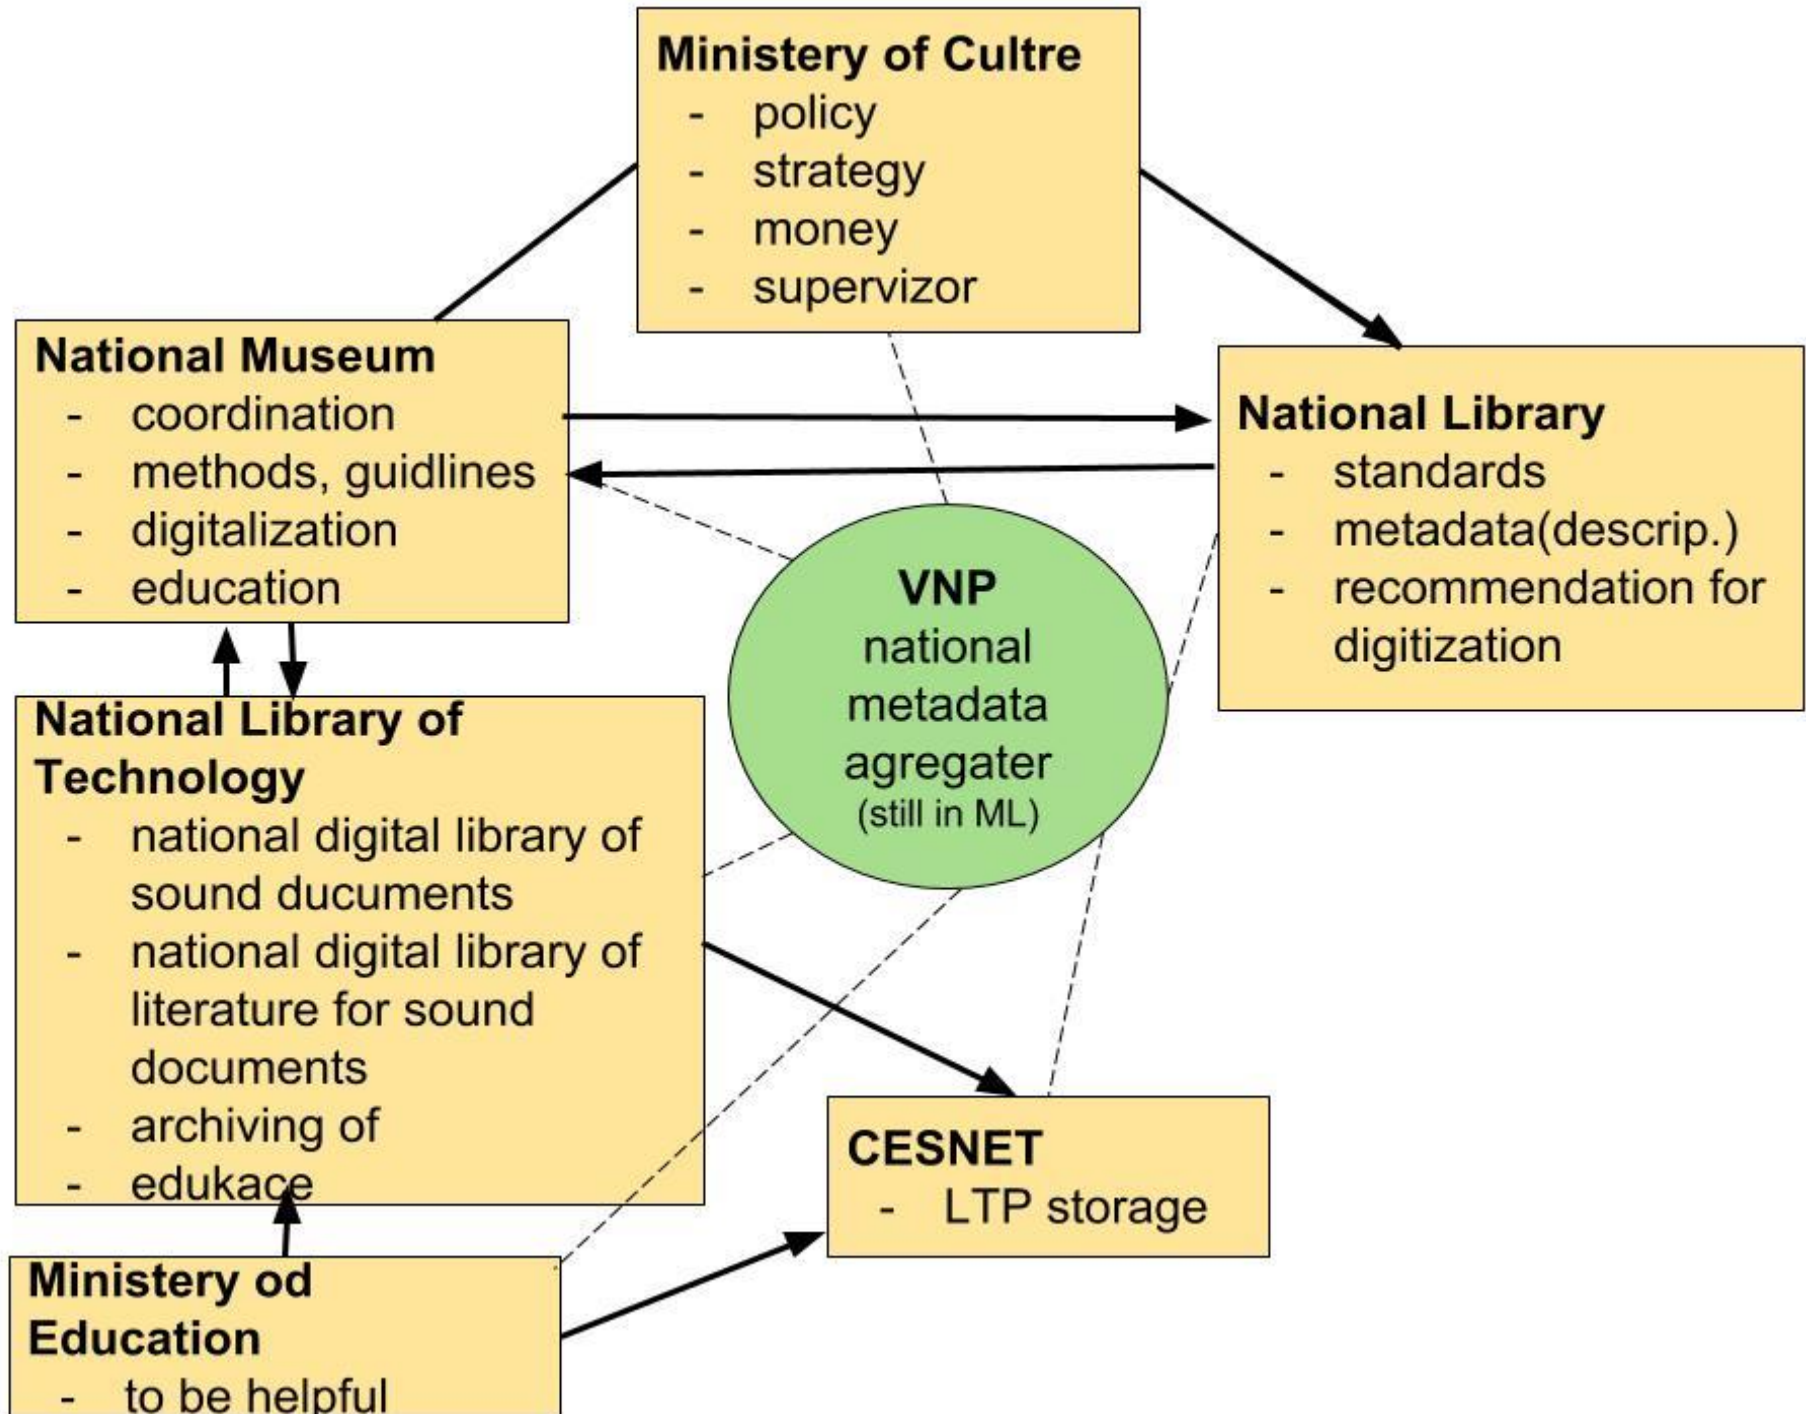 Ministery of Cultre
- policy
- strategy
- money
- supervizor
National Museum
- coordination
- methods, guidlines
- digitalization
- education
National Library
- standards
- metadata(descrip.)
- recommendation for
digitization
VNP
national
metadata
agregater
(still in ML)
National Library of
Technology
- national digital library of
sound ducuments
- national digital library of
literature for sound
documents
- archiving of
- edukace
CESNET
- LTP storage
Ministery od
Education
- to be helpful